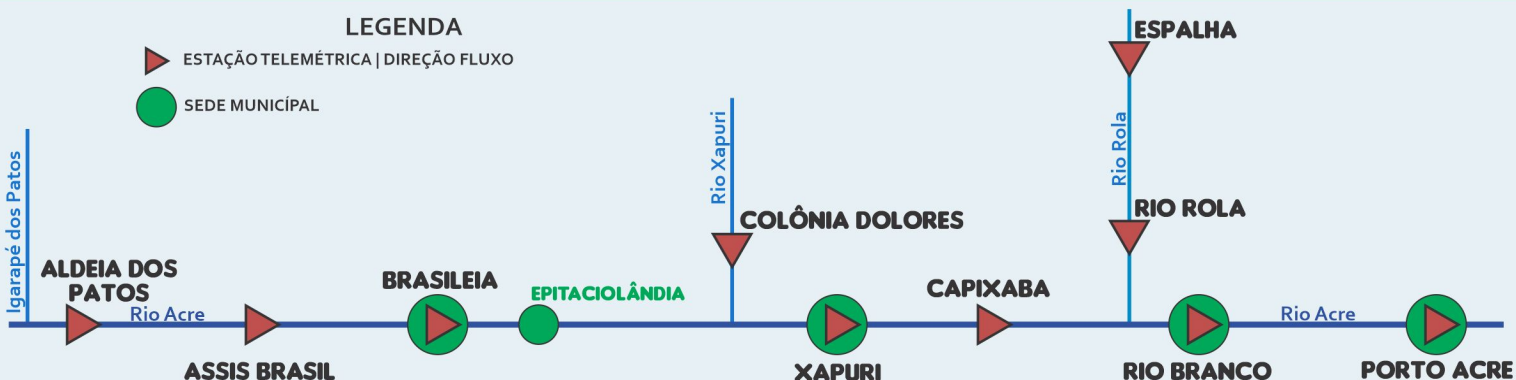 LEGENDA
ESTAÇÃO TELEMÉTRICA | DIREÇÃO FLUXO
SEDE MUNICÍPAL
Igarapé dos Patos
ALDEIA DOS
PATOS
Rio Acre
ASSIS BRASIL
BRASILEIA
EPITACIOLÂNDIA
Rio Xapuri
COLÔNIA DOLORES
XAPURI
CAPIXABA
ESPALHA
Rio Rola
RIO ROLA
RIO BRANCO
Rio Acre
PORTO ACRE